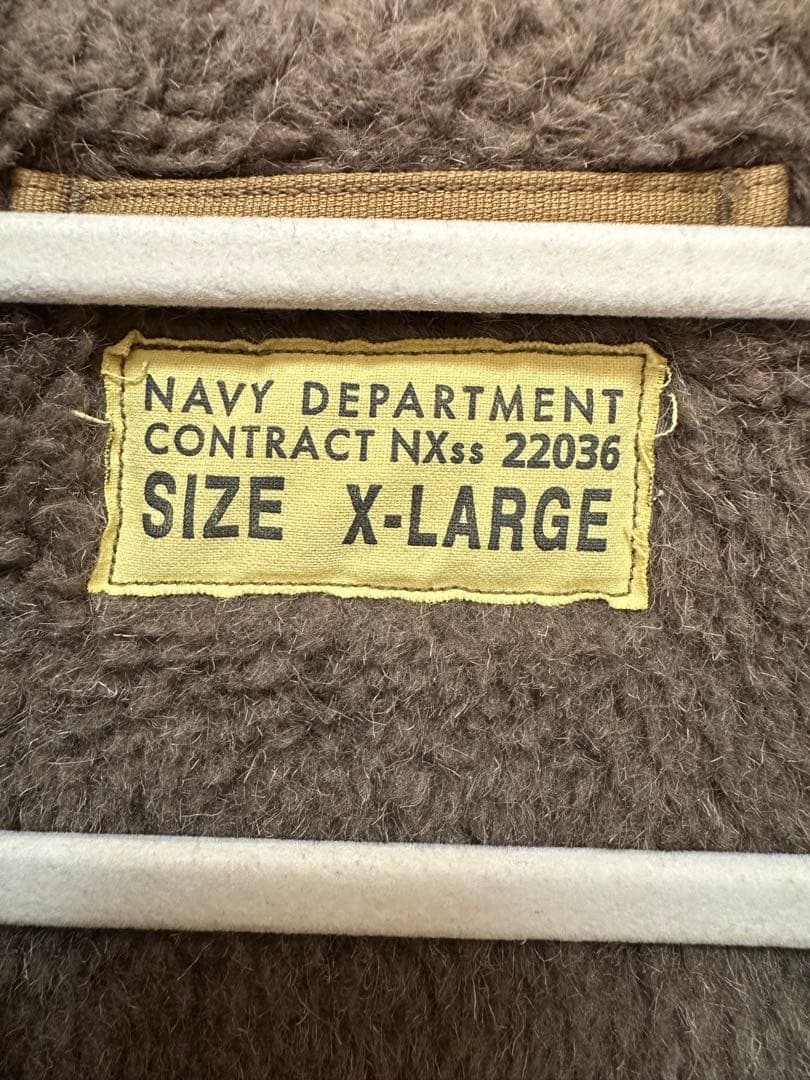 NAVY DEPARTMENT
CONTRACT NXss 22036
SIZE X-LARGE